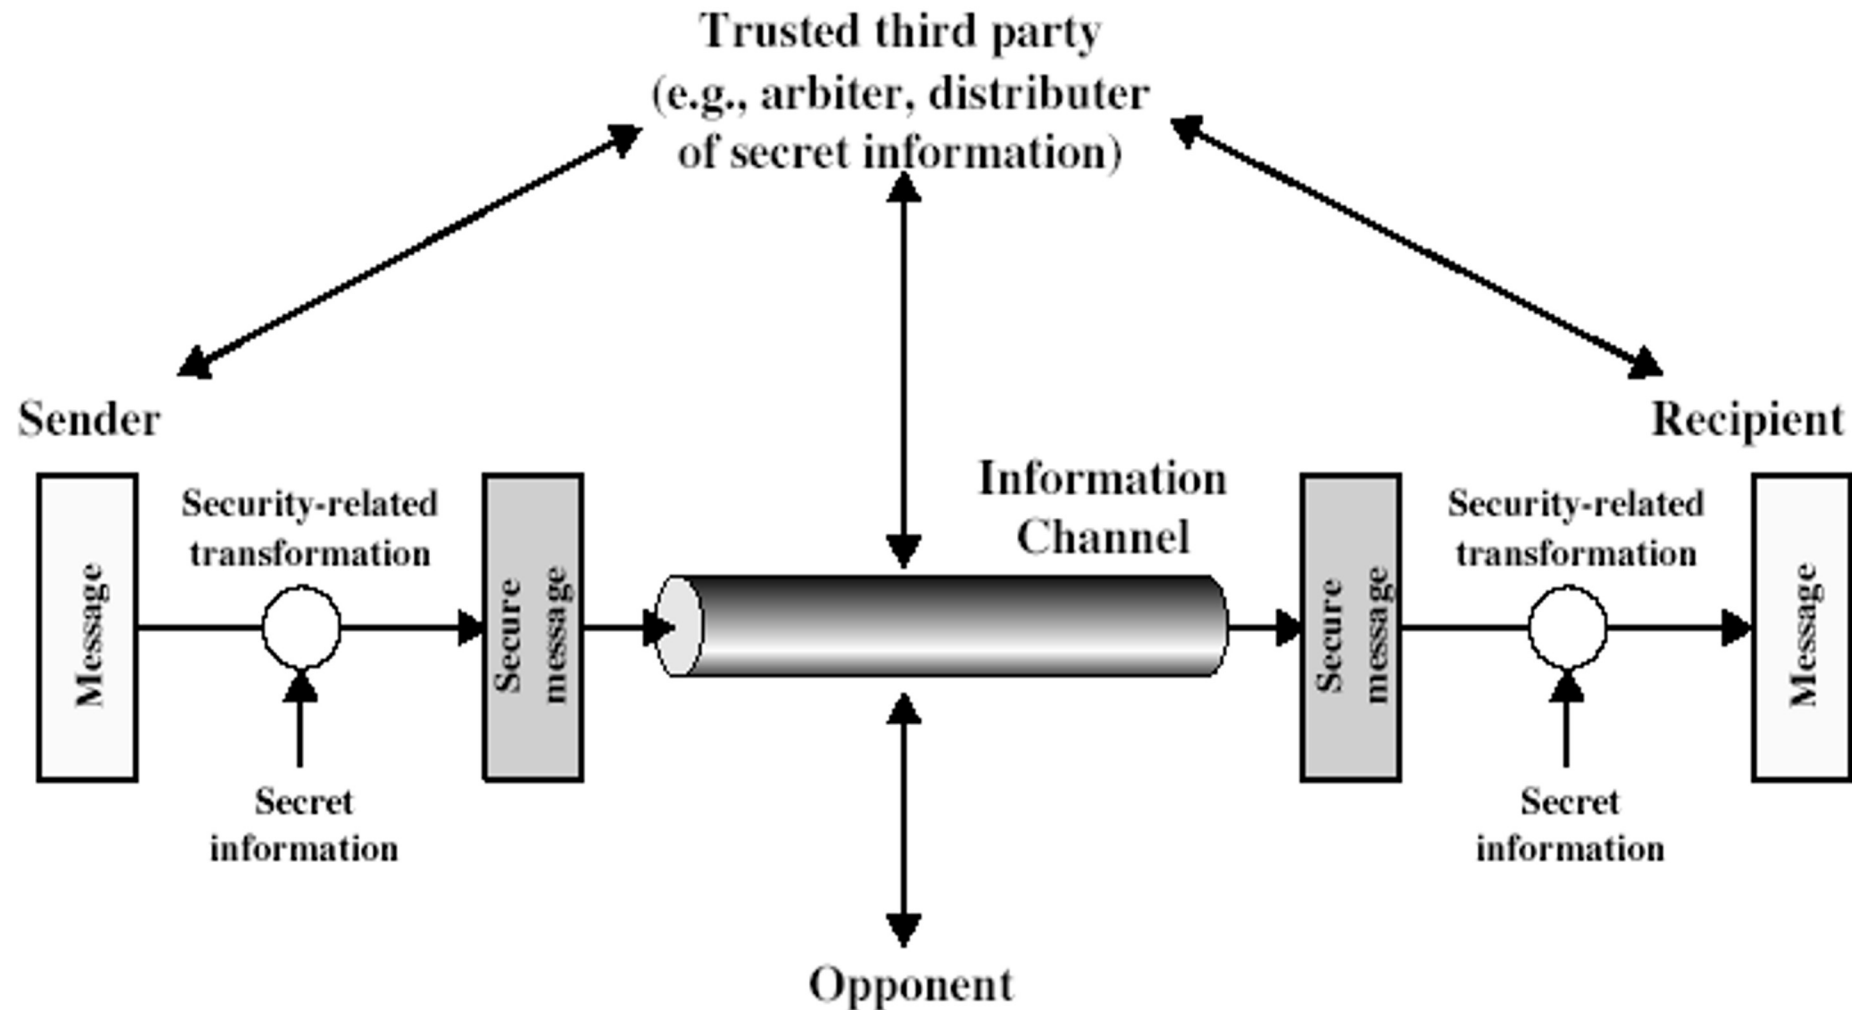 Trusted third party
(e.g., arbiter, distributer
of secret information)
Sender
Recipient
Information
Channel
Security-related
transformation
Security-related
transformation
Message
Secure
message
Secure
message
Message
Secret
information
Secret
information
Opponent